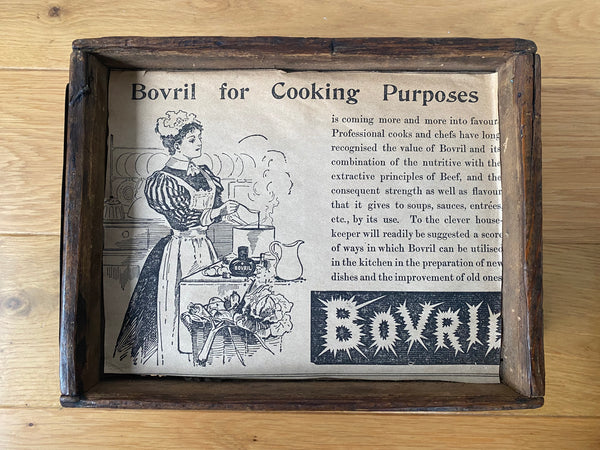 Bovril for Cooking Purposes
is coming more and more into favour.
Professional cooks and chefs have long
recognised the value of Bovril and its
combination of the nutritive with the
extractive principles of Beef, and the
consequent strength as well as flavour
that it gives to soups, sauces, entrées,
etc., by its use. To the clever house-
keeper will readily be suggested a score
of ways in which Bovril can be utilised
in the kitchen in the preparation of new
dishes and the improvement of old ones.
BOVRIL
BOVRIL